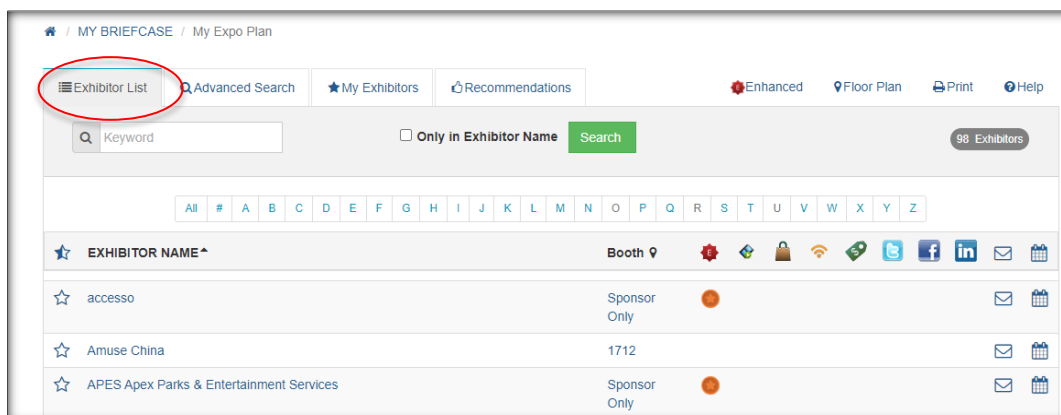 / MY BRIEFCASE / My Expo Plan
Exhibitor List Advanced Search My Exhibitors Recommendations Enhanced Floor Plan Print Help
Keyword Only in Exhibitor Name Search 98 Exhibitors
All # A B C D E F G H I J K L M N O P Q R S T U V W X Y Z
EXHIBITOR NAME Booth
accesso Sponsor Only
Amuse China 1712
APES Apex Parks & Entertainment Services Sponsor Only